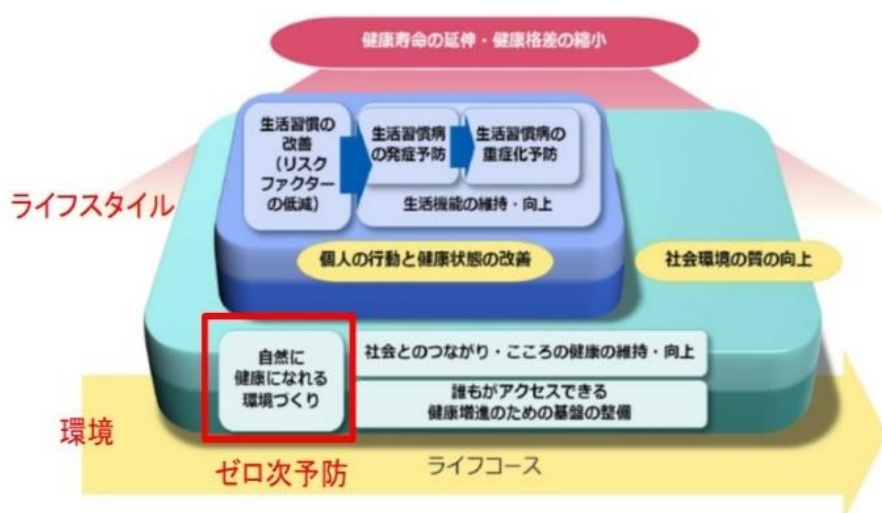 健康寿命の延伸・健康格差の縮小
生活習慣の
改善
(リスク
ファクター
の低減)
生活習慣病
の発症予防
生活習慣病の
重症化予防
生活機能の維持・向上
ライフスタイル
個人の行動と健康状態の改善
社会環境の質の向上
自然に
健康になれる
環境づくり
社会とのつながり・こころの健康の維持・向上
誰もがアクセスできる
健康増進のための基盤の整備
環境
ゼロ次予防
ライフコース